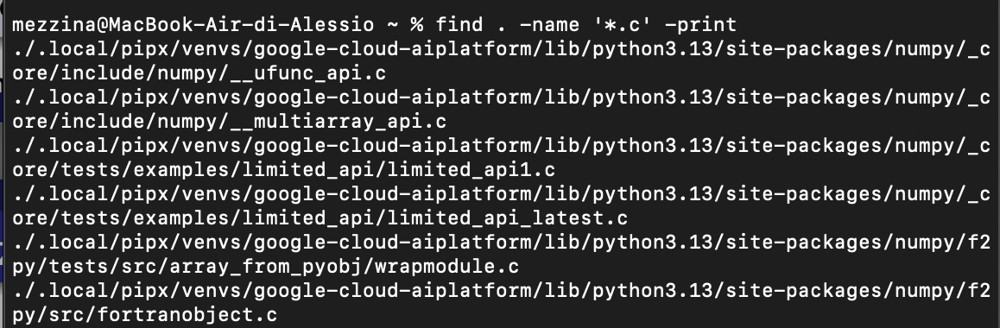 mezzina@MacBook-Air-di-Alessio ~ % find . -name '*.c' -print
./.local/pipx/venvs/google-cloud-aiplatform/lib/python3.13/site-packages/numpy/_c
ore/include/numpy/__ufunc_api.c
./.local/pipx/venvs/google-cloud-aiplatform/lib/python3.13/site-packages/numpy/_c
ore/include/numpy/__multiarray_api.c
./.local/pipx/venvs/google-cloud-aiplatform/lib/python3.13/site-packages/numpy/_c
ore/tests/examples/limited_api/limited_api1.c
./.local/pipx/venvs/google-cloud-aiplatform/lib/python3.13/site-packages/numpy/_c
ore/tests/examples/limited_api/limited_api_latest.c
./.local/pipx/venvs/google-cloud-aiplatform/lib/python3.13/site-packages/numpy/f2
py/tests/src/array_from_pyobj/wrapmodule.c
./.local/pipx/venvs/google-cloud-aiplatform/lib/python3.13/site-packages/numpy/f2
py/src/fortranobject.c